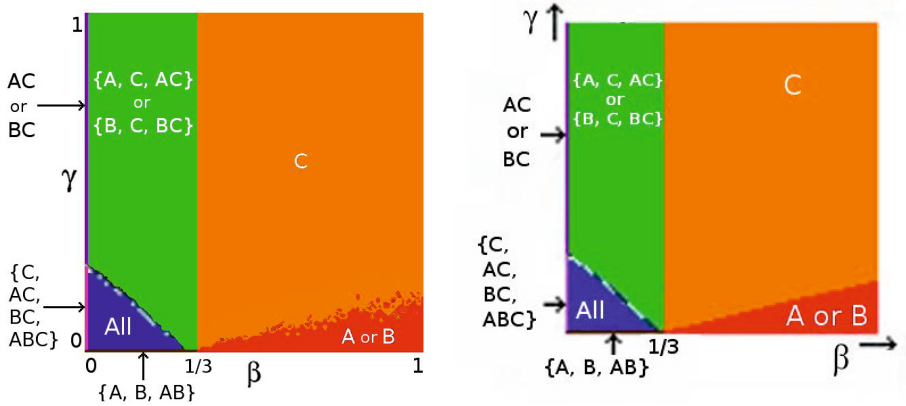 1
AC
or
BC
{A, C, AC}
or
{B, C, BC}
C
γ
{C,
AC,
BC,
ABC}
All
0
A or B
0
1/3
β
1
{A, B, AB}
γ
AC
or
BC
{A, C, AC}
or
{B, C, BC}
C
{C,
AC,
BC,
ABC}
All
A or B
1/3
β
{A, B, AB}